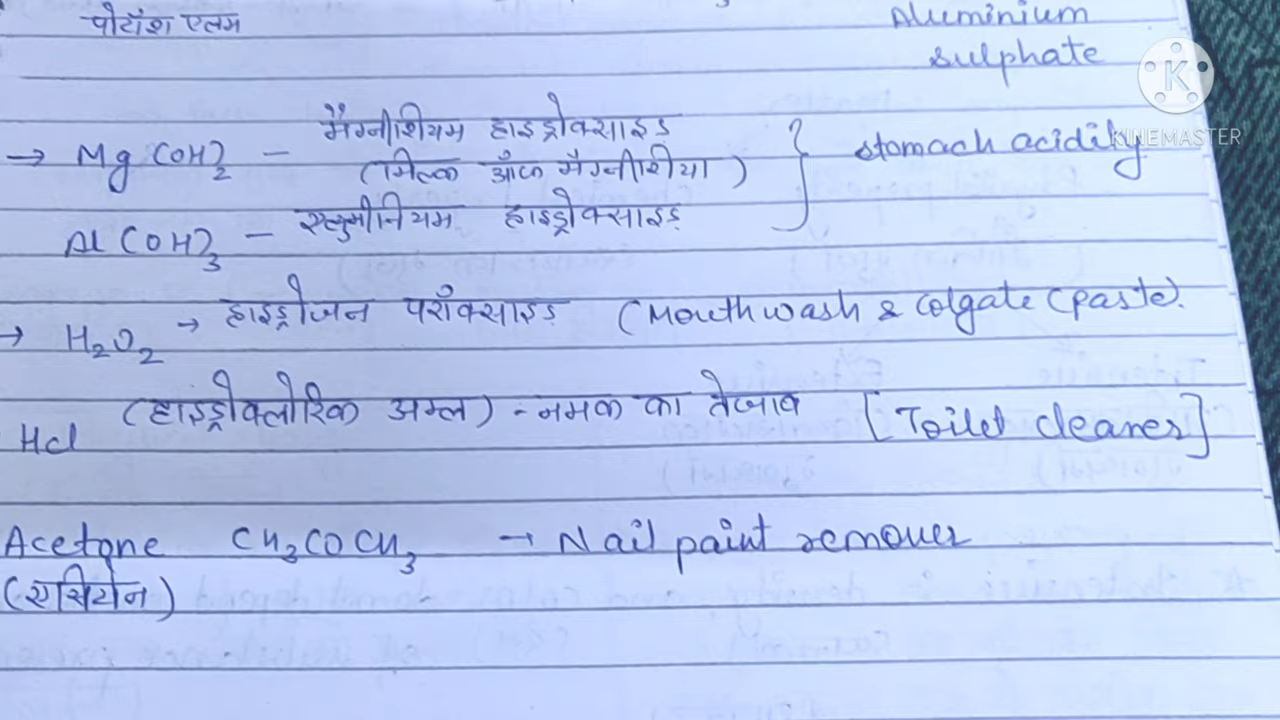 पोटॉश एलम
Aluminium
sulphate
→ Mg(OH)2 – मैग्नीशियम हाइड्रोक्साइड
(मिल्क ऑफ मैग्नीशिया) } stomach acidity
Al(OH)3 – एलुमीनियम हाइड्रोक्साइड
→ H2O2 → हाइड्रोजन परॉक्साइड (Mouthwash & Colgate (paste).
HCl (हाइड्रोक्लोरिक अम्ल) - नमक का तेजाब [Toilet cleaner]
Acetone CH3COCH3 → Nail paint remover
(एसिटोन)
KINEMASTER